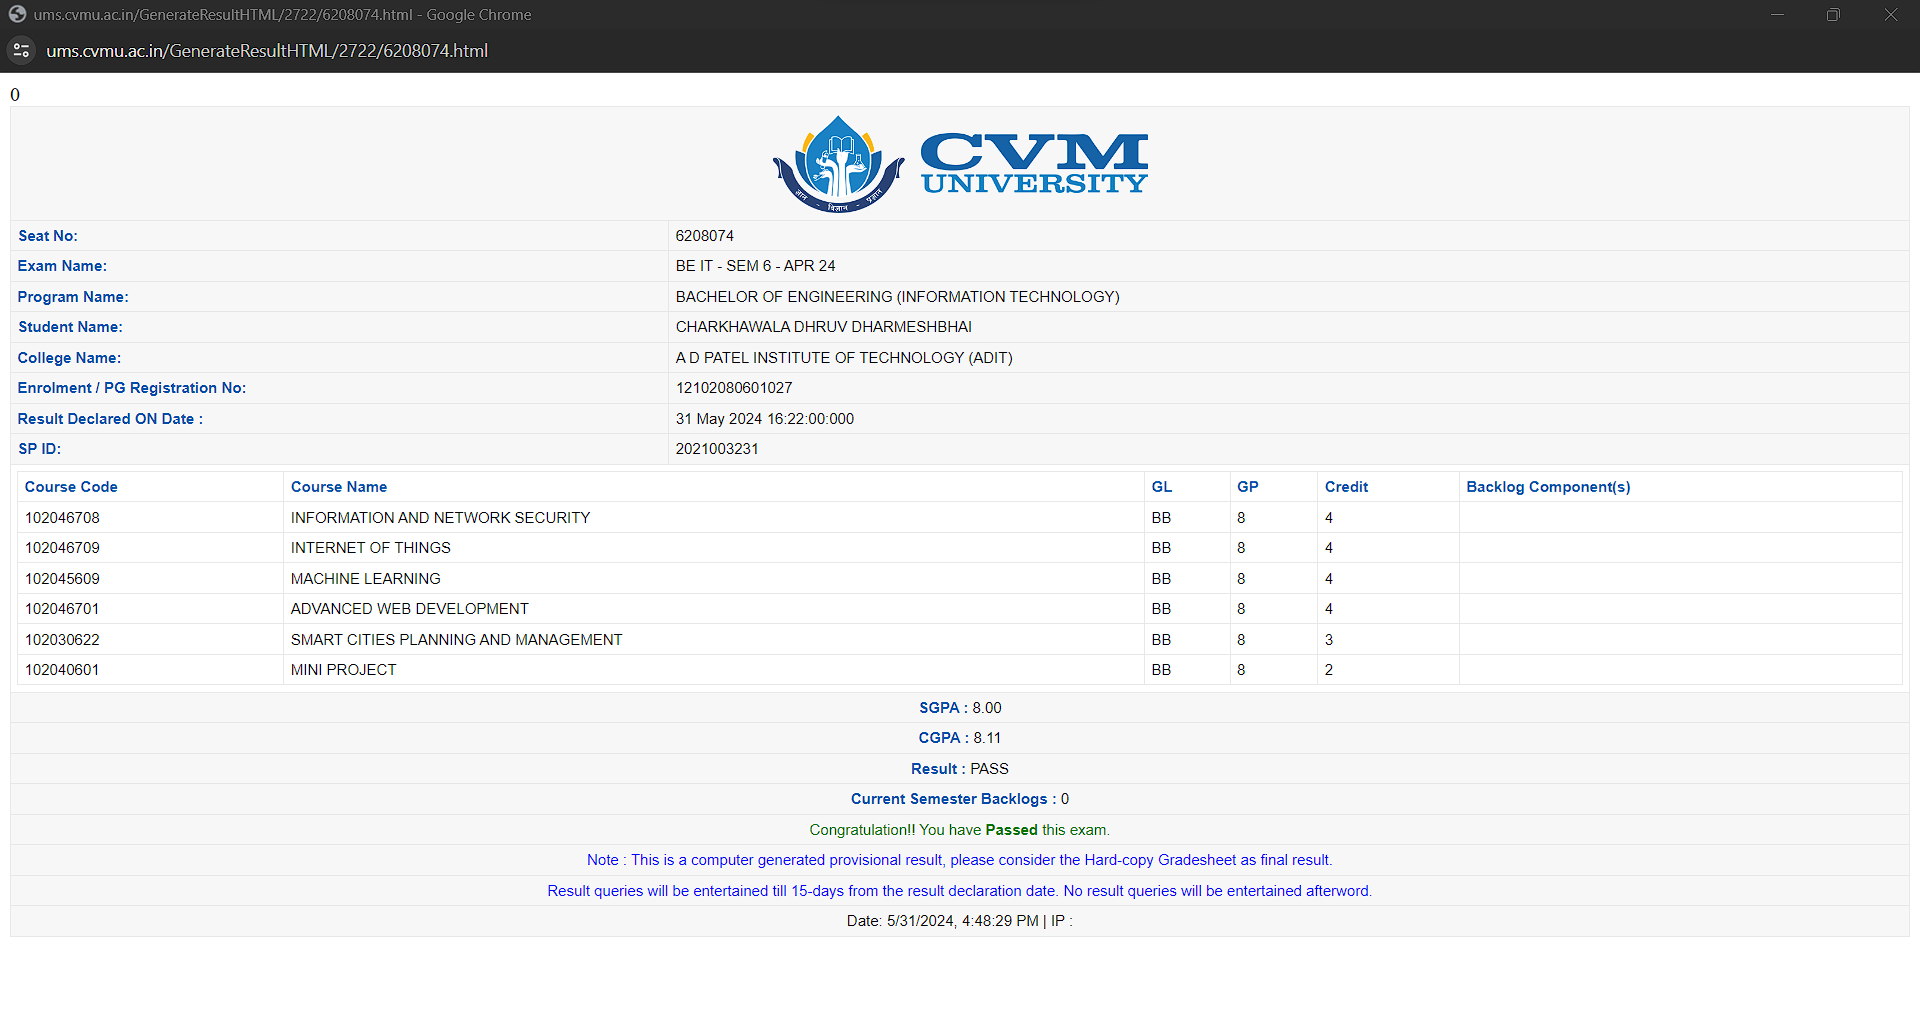 ums.cvmu.ac.in/GenerateResultHTML/2722/6208074.html - Google Chrome
ums.cvmu.ac.in/GenerateResultHTML/2722/6208074.html
0
CVM
UNIVERSITY
ज्ञान - विज्ञान - प्रज्ञान
Seat No: 6208074
Exam Name: BE IT - SEM 6 - APR 24
Program Name: BACHELOR OF ENGINEERING (INFORMATION TECHNOLOGY)
Student Name: CHARKHAWALA DHRUV DHARMESHBHAI
College Name: A D PATEL INSTITUTE OF TECHNOLOGY (ADIT)
Enrolment / PG Registration No: 12102080601027
Result Declared ON Date : 31 May 2024 16:22:00:000
SP ID: 2021003231
Course Code Course Name GL GP Credit Backlog Component(s)
102046708 INFORMATION AND NETWORK SECURITY BB 8 4
102046709 INTERNET OF THINGS BB 8 4
102045609 MACHINE LEARNING BB 8 4
102046701 ADVANCED WEB DEVELOPMENT BB 8 4
102030622 SMART CITIES PLANNING AND MANAGEMENT BB 8 3
102040601 MINI PROJECT BB 8 2
SGPA : 8.00
CGPA : 8.11
Result : PASS
Current Semester Backlogs : 0
Congratulation!! You have Passed this exam.
Note : This is a computer generated provisional result, please consider the Hard-copy Gradesheet as final result.
Result queries will be entertained till 15-days from the result declaration date. No result queries will be entertained afterword.
Date: 5/31/2024, 4:48:29 PM | IP :